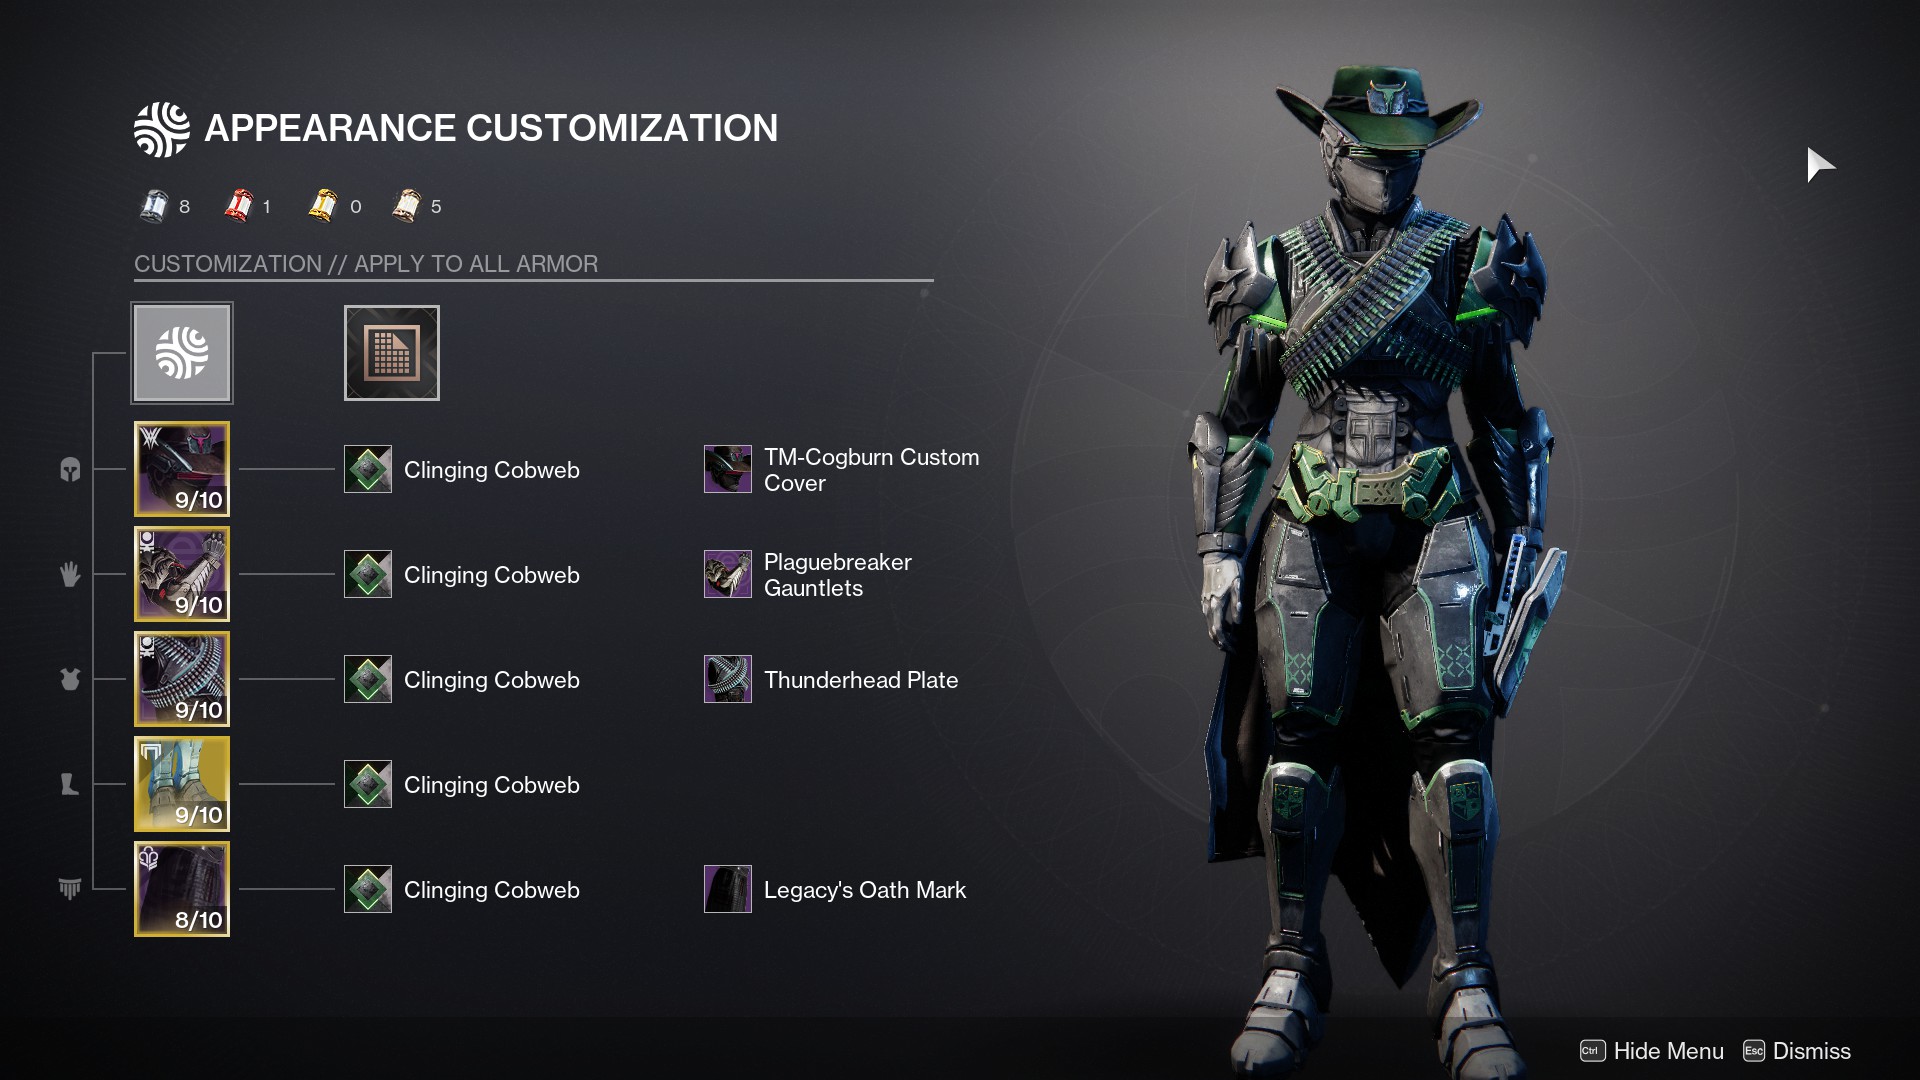 APPEARANCE CUSTOMIZATION
8 1 0 5
CUSTOMIZATION // APPLY TO ALL ARMOR
9/10
Clinging Cobweb
TM-Cogburn Custom
Cover
9/10
Clinging Cobweb
Plaguebreaker
Gauntlets
9/10
Clinging Cobweb
Thunderhead Plate
9/10
Clinging Cobweb
8/10
Clinging Cobweb
Legacy's Oath Mark
Ctrl Hide Menu Esc Dismiss